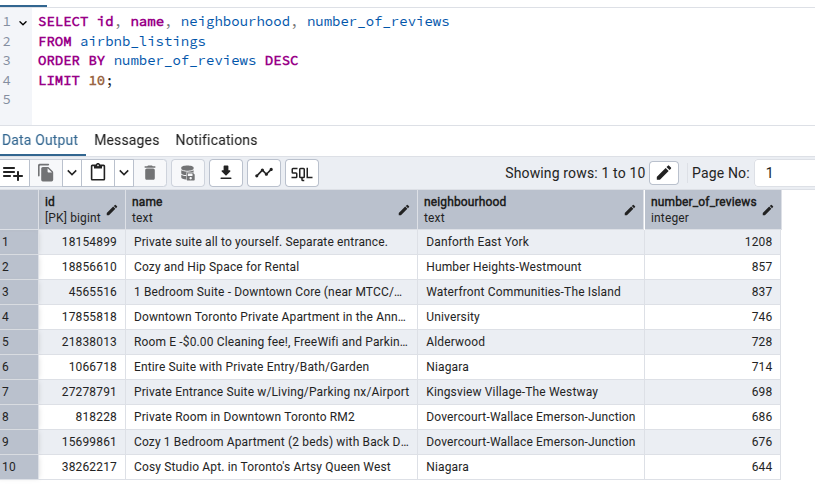 1 SELECT id, name, neighbourhood, number_of_reviews
2 FROM airbnb_listings
3 ORDER BY number_of_reviews DESC
4 LIMIT 10;
5
Data Output Messages Notifications
SQL Showing rows: 1 to 10 Page No: 1
id name neighbourhood number_of_reviews
[PK] bigint text text integer
1 18154899 Private suite all to yourself. Separate entrance. Danforth East York 1208
2 18856610 Cozy and Hip Space for Rental Humber Heights-Westmount 857
3 4565516 1 Bedroom Suite - Downtown Core (near MTCC/... Waterfront Communities-The Island 837
4 17855818 Downtown Toronto Private Apartment in the Ann... University 746
5 21838013 Room E -$0.00 Cleaning fee!, FreeWifi and Parkin... Alderwood 728
6 1066718 Entire Suite with Private Entry/Bath/Garden Niagara 714
7 27278791 Private Entrance Suite w/Living/Parking nx/Airport Kingsview Village-The Westway 698
8 818228 Private Room in Downtown Toronto RM2 Dovercourt-Wallace Emerson-Junction 686
9 15699861 Cozy 1 Bedroom Apartment (2 beds) with Back D... Dovercourt-Wallace Emerson-Junction 676
10 38262217 Cosy Studio Apt. in Toronto's Artsy Queen West Niagara 644